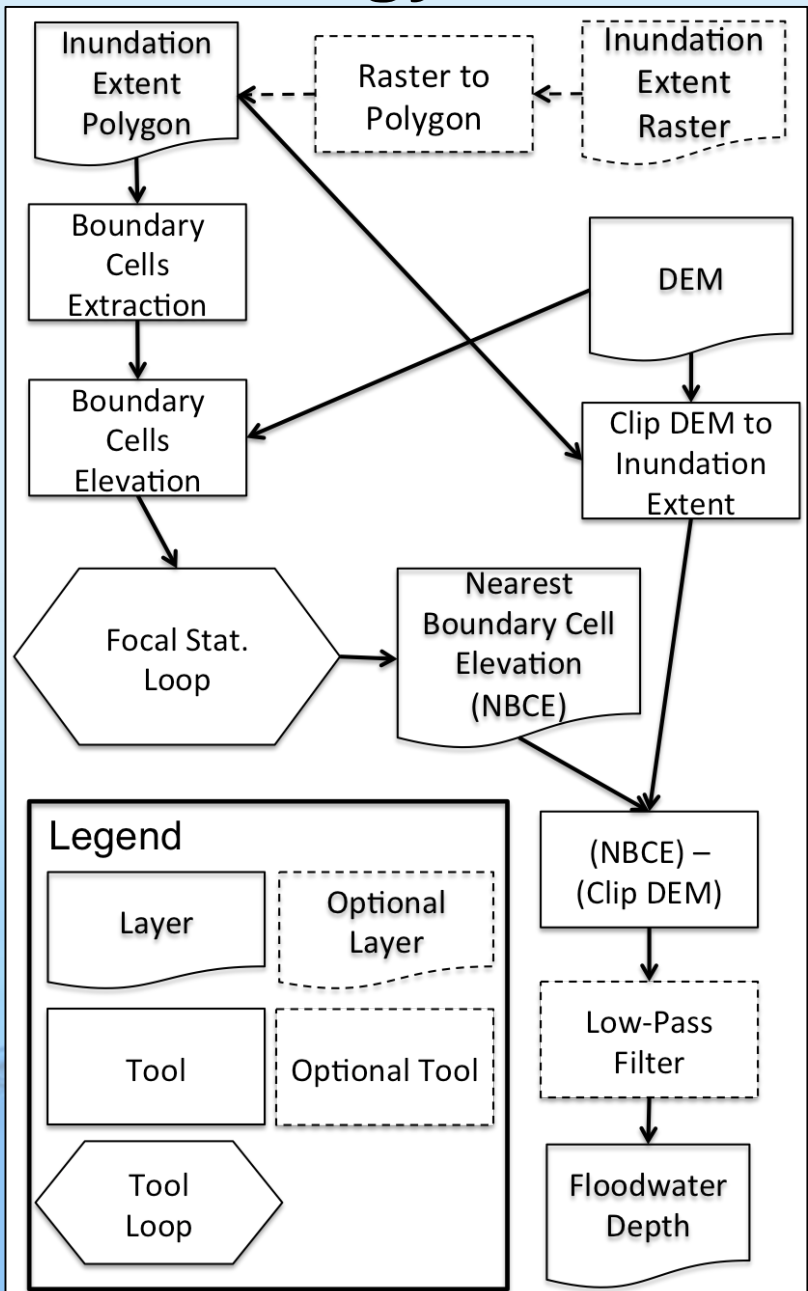 gy
Inundation
Extent
Polygon
Raster to
Polygon
Inundation
Extent
Raster
Boundary
Cells
Extraction
DEM
Boundary
Cells
Elevation
Clip DEM to
Inundation
Extent
Focal Stat.
Loop
Nearest
Boundary Cell
Elevation
(NBCE)
(NBCE) –
(Clip DEM)
Low-Pass
Filter
Floodwater
Depth
Legend
Layer
Optional
Layer
Tool
Optional Tool
Tool
Loop